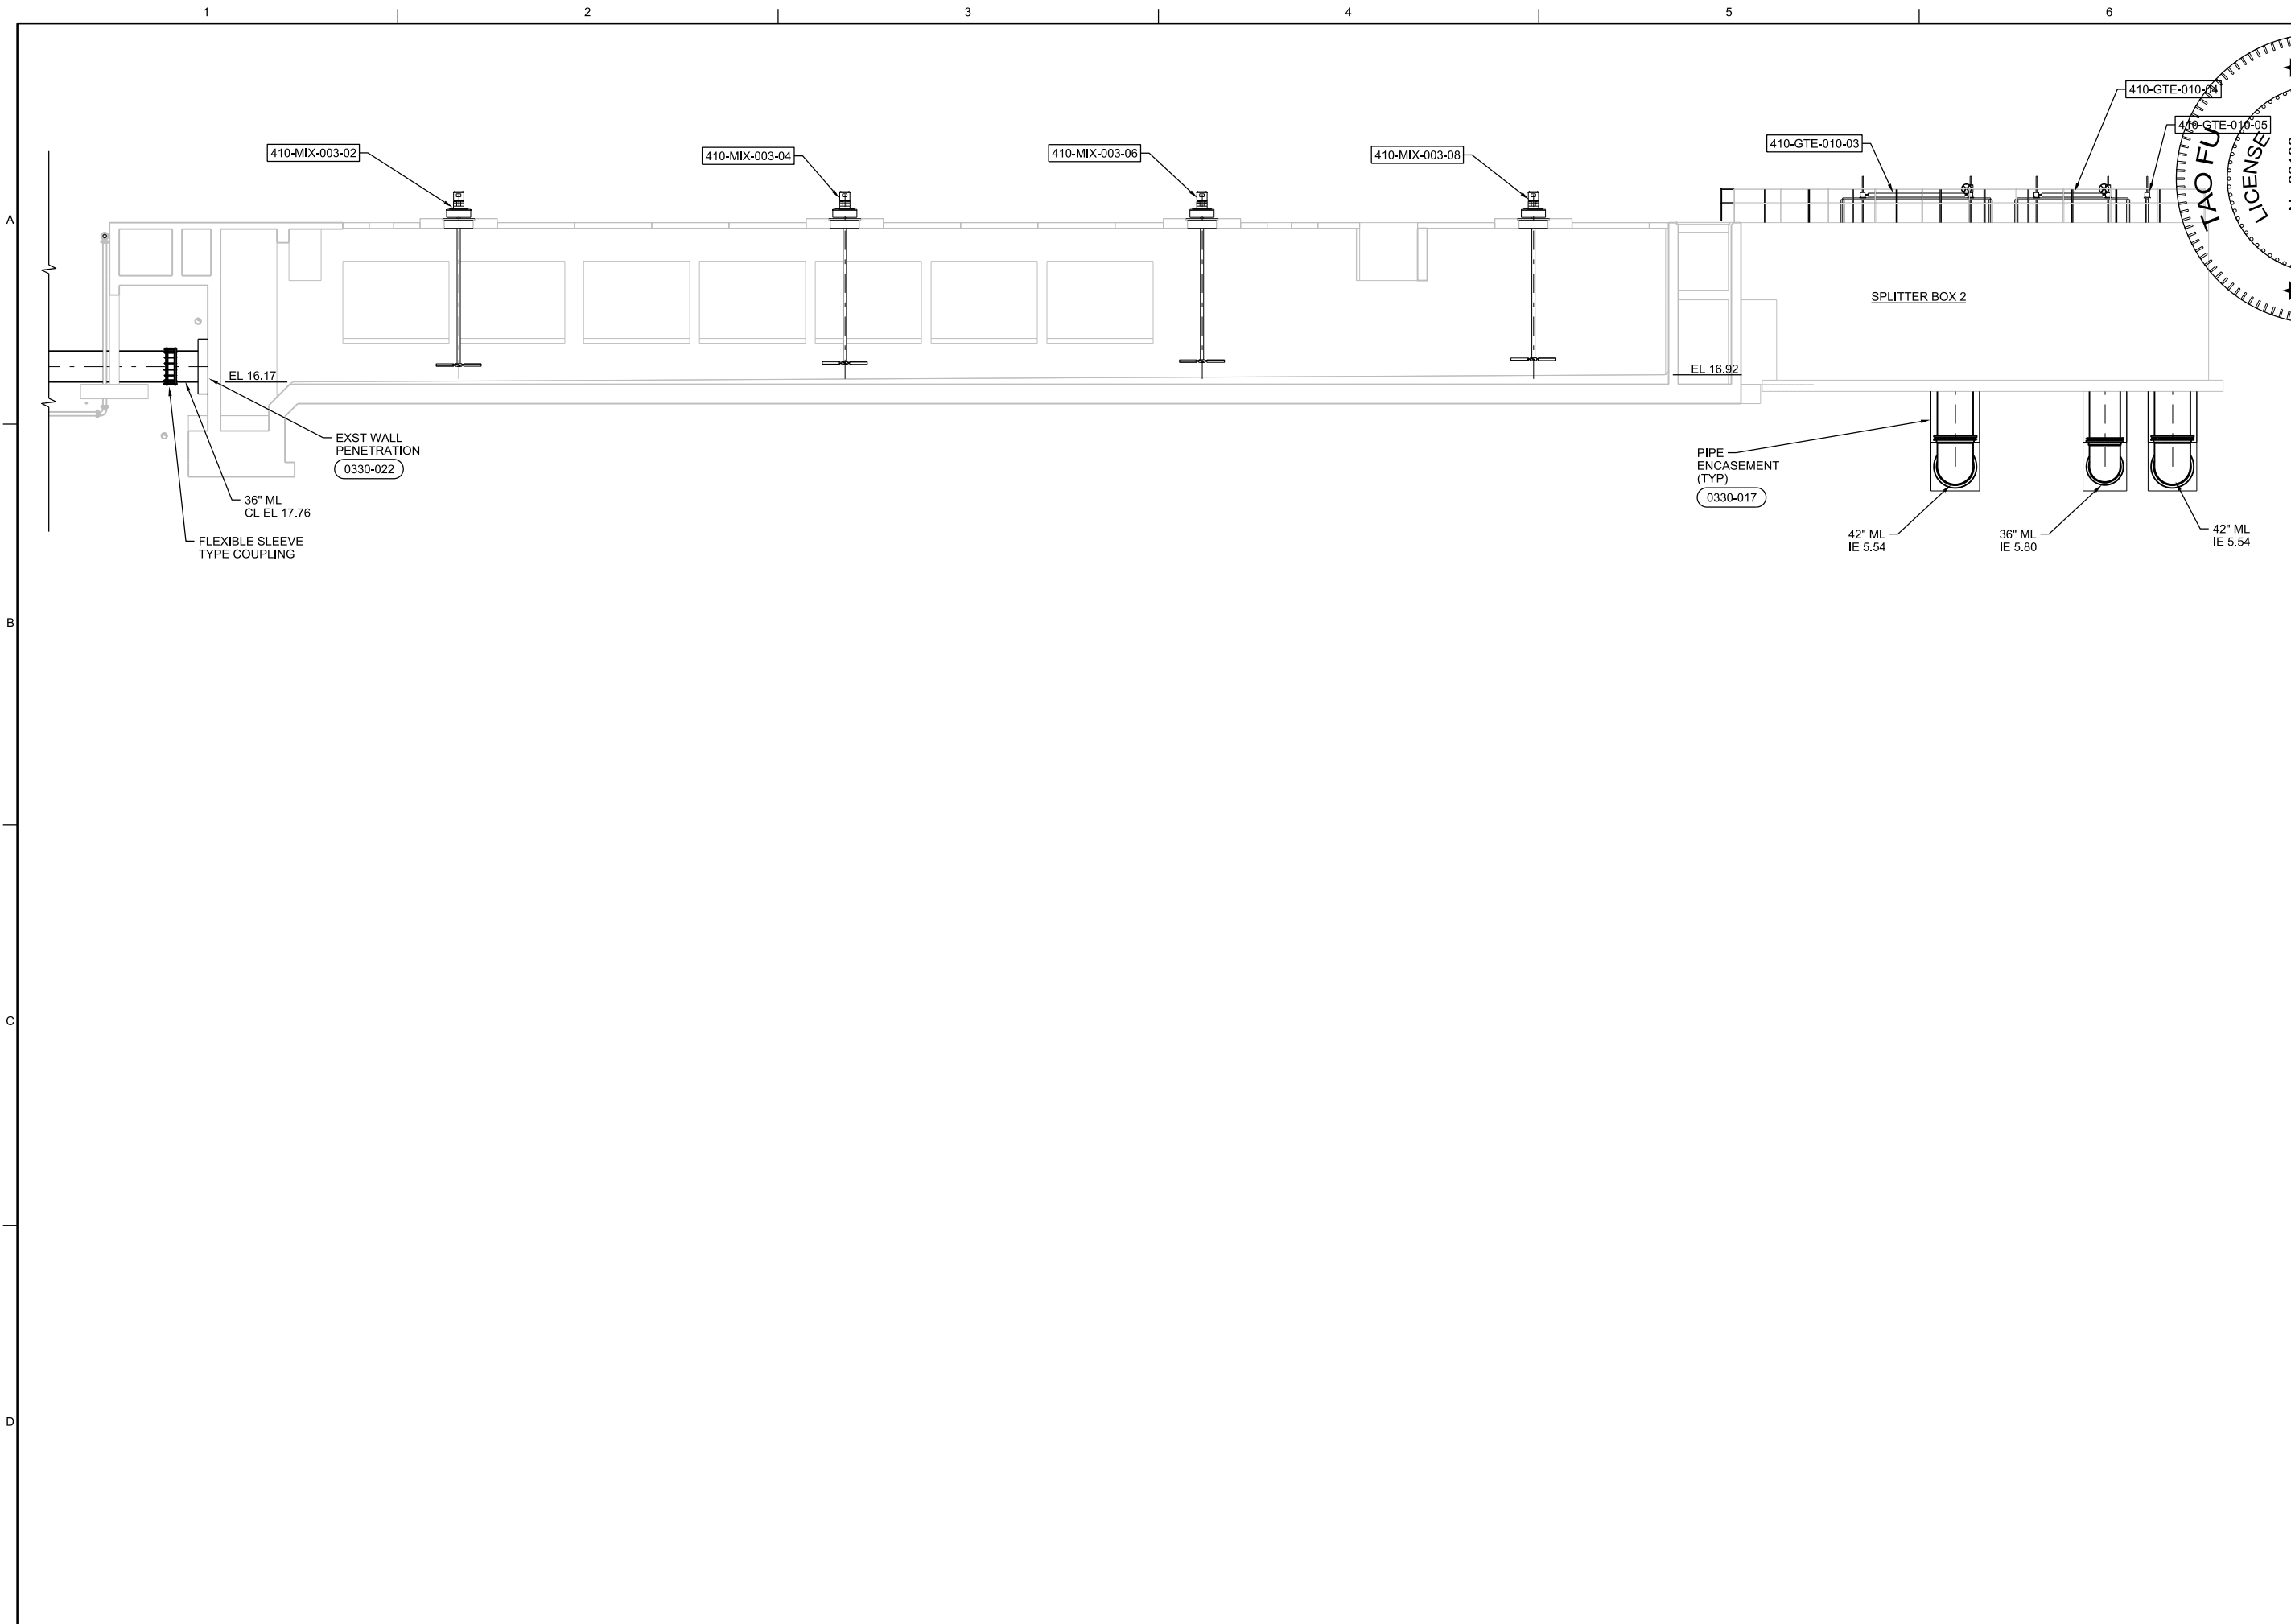 1 2 3 4 5 6
A
B
C
D
410-MIX-003-02
410-MIX-003-04
410-MIX-003-06
410-MIX-003-08
410-GTE-010-03
410-GTE-010-04
410-GTE-010-05
TAO FU
LICENSE
SPLITTER BOX 2
EL 16.17
EL 16.92
EXST WALL
PENETRATION
0330-022
36" ML
CL EL 17.76
FLEXIBLE SLEEVE
TYPE COUPLING
PIPE
ENCASEMENT
(TYP)
0330-017
42" ML
IE 5.54
36" ML
IE 5.80
42" ML
IE 5.54